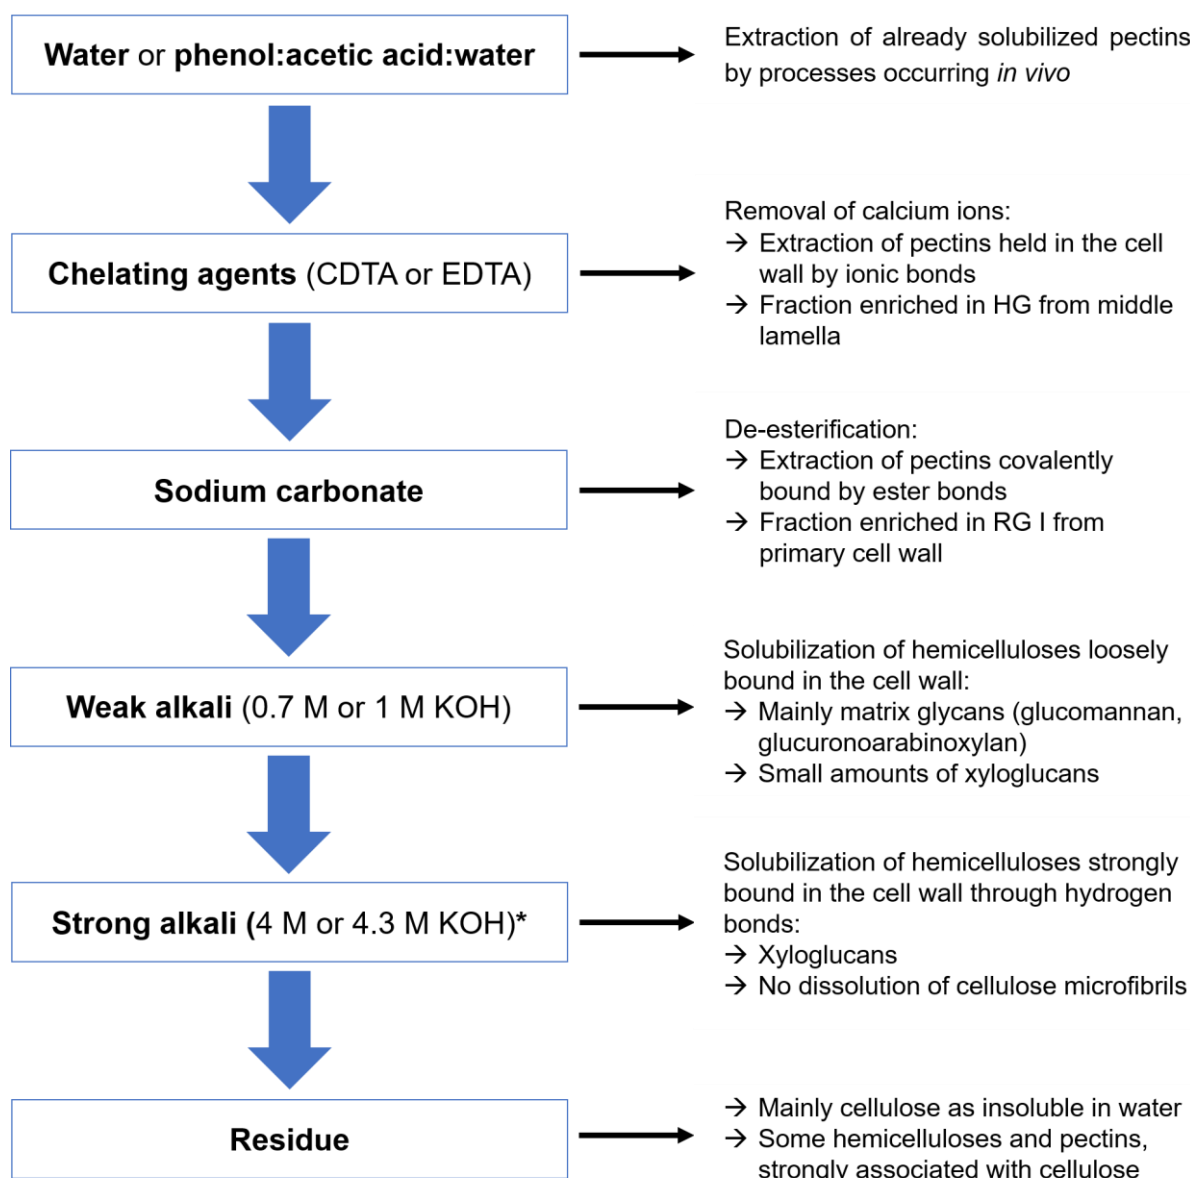 Water or phenol:acetic acid:water
Extraction of already solubilized pectins
by processes occurring in vivo
Chelating agents (CDTA or EDTA)
Removal of calcium ions:
→ Extraction of pectins held in the cell
wall by ionic bonds
→ Fraction enriched in HG from middle
lamella
Sodium carbonate
De-esterification:
→ Extraction of pectins covalently
bound by ester bonds
→ Fraction enriched in RG I from
primary cell wall
Weak alkali (0.7 M or 1 M KOH)
Solubilization of hemicelluloses loosely
bound in the cell wall:
→ Mainly matrix glycans (glucomannan,
glucuronoarabinoxylan)
→ Small amounts of xyloglucans
Strong alkali (4 M or 4.3 M KOH)*
Solubilization of hemicelluloses strongly
bound in the cell wall through hydrogen
bonds:
→ Xyloglucans
→ No dissolution of cellulose microfibrils
Residue
→ Mainly cellulose as insoluble in water
→ Some hemicelluloses and pectins,
strongly associated with cellulose